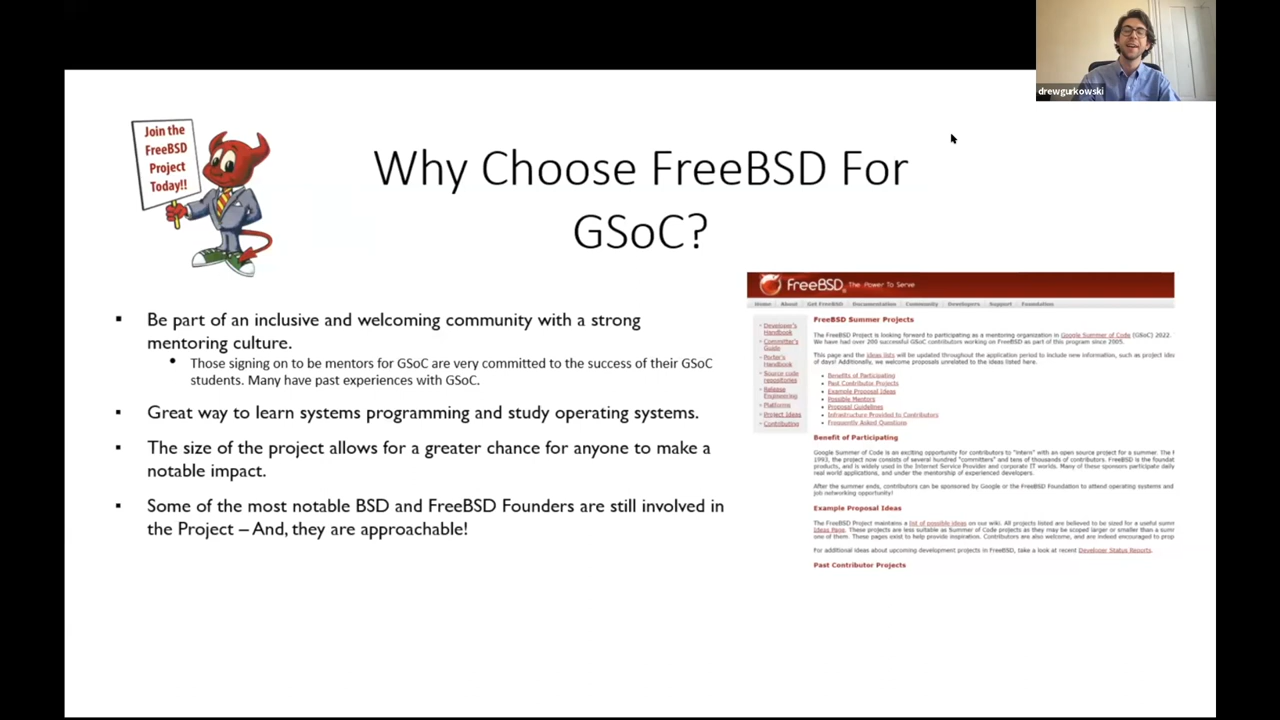 drewgurkowski
Join the
FreeBSD
Project
Today!!
Why Choose FreeBSD For
GSoC?
▪ Be part of an inclusive and welcoming community with a strong
mentoring culture.
• Those signing on to be mentors for GSoC are very committed to the success of their GSoC
students. Many have past experiences with GSoC.
▪ Great way to learn systems programming and study operating systems.
▪ The size of the project allows for a greater chance for anyone to make a
notable impact.
▪ Some of the most notable BSD and FreeBSD Founders are still involved in
the Project – And, they are approachable!
FreeBSD The Power To Serve
Home About Get FreeBSD Documentation Community Developers Support Foundation
Developer's
Handbook
Committer's
Guide
Porter's
Handbook
Source code
repositories
Release
Engineering
Platforms
Project Ideas
Contributing
FreeBSD Summer Projects
The FreeBSD Project is looking forward to participating as a mentoring organization in Google Summer of Code (GSoC) 2022.
We have had over 200 successful GSoC contributors working on FreeBSD as part of this program since 2005.
This page and the ideas lists will be updated throughout the application period to include new information, such as project ides
of days! Additionally, we welcome proposals unrelated to the ideas listed here.
• Benefits of Participating
• Past Contributor Projects
• Example Proposal Ideas
• Possible Mentors
• Proposal Guidelines
• Infrastructure Provided to Contributors
• Frequently Asked Questions
Benefit of Participating
Google Summer of Code is an exciting opportunity for contributors to "intern" with an open source project for a summer. The
1993, the project now consists of several hundred "committers" and tens of thousands of contributors. FreeBSD is the foundat
products, and is widely used in the Internet Service Provider and corporate IT worlds. Many of these sponsors participate daily
real world applications, and under the mentorship of experienced developers.
After the summer ends, contributors can be sponsored by Google or the FreeBSD Foundation to attend operating systems and
job networking opportunity!
Example Proposal Ideas
The FreeBSD Project maintains a list of possible ideas on our wiki. All projects listed are believed to be sized for a useful sumr
Ideas Page. These projects are less suitable as Summer of Code projects as they may be scoped larger or smaller than a sumr
one of them. These pages exist to help provide inspiration. Contributors are also welcome, and are indeed encouraged to prop
For additional ideas about upcoming development projects in FreeBSD, take a look at recent Developer Status Reports.
Past Contributor Projects